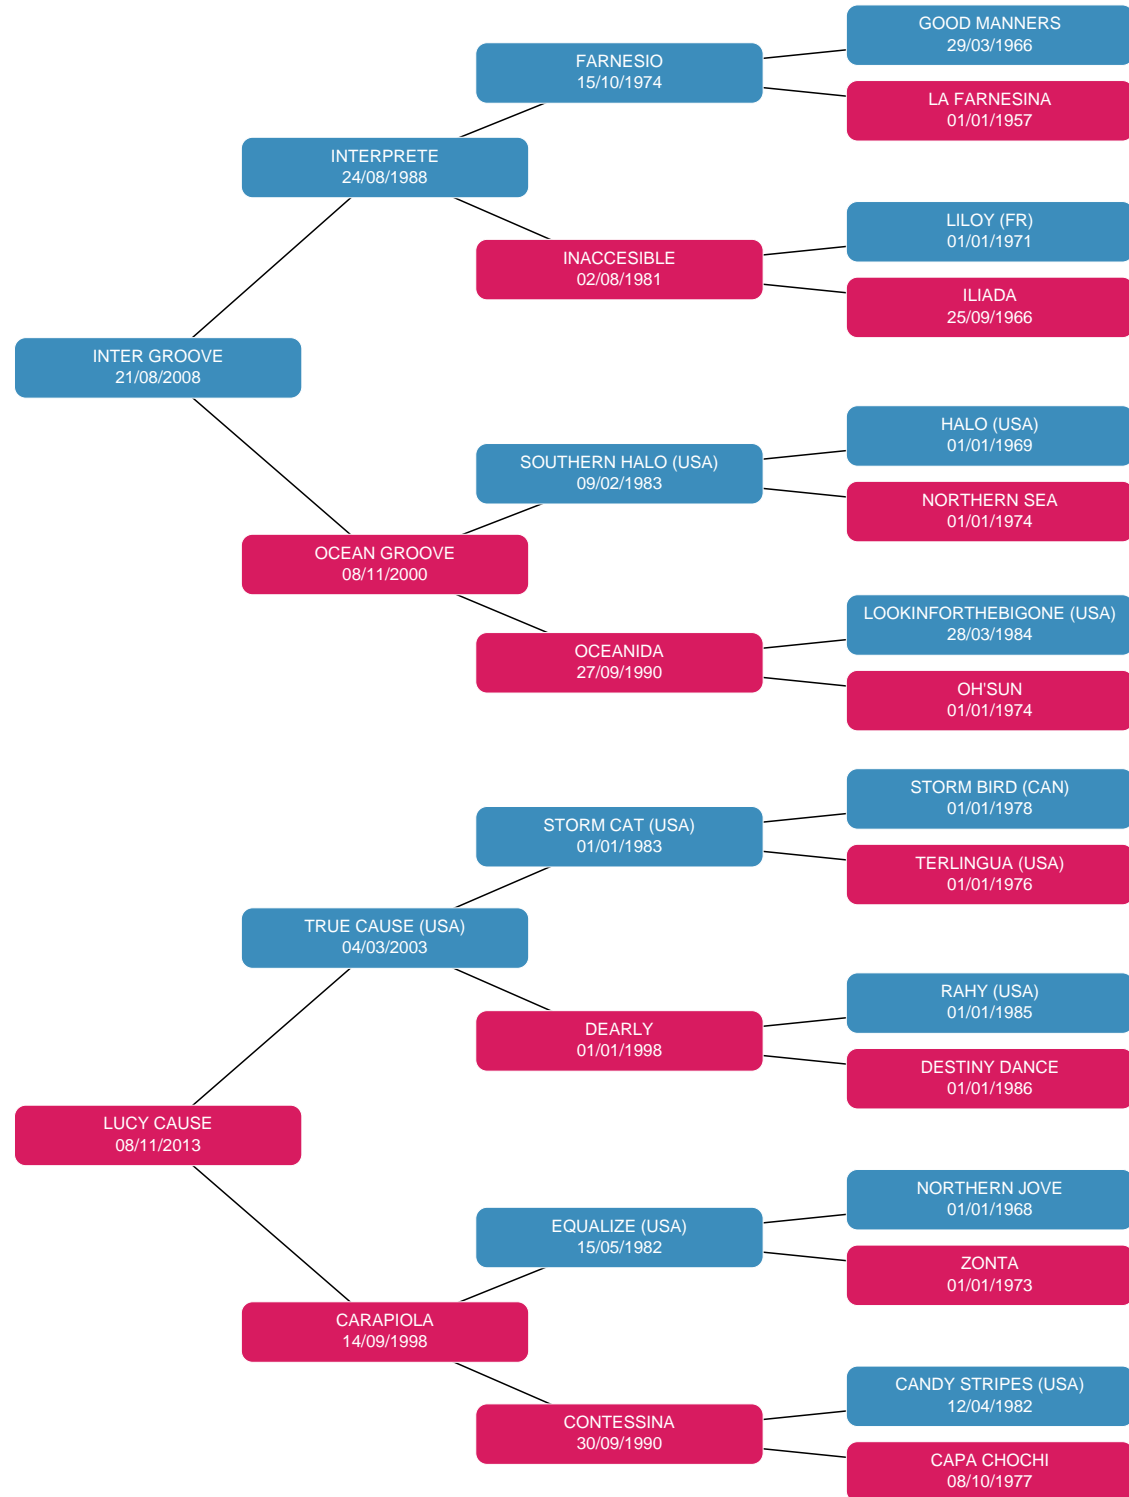 GOOD MANNERS
29/03/1966
FARNESIO
15/10/1974
LA FARNESINA
01/01/1957
INTERPRETE
24/08/1988
LILOY (FR)
01/01/1971
INACCESIBLE
02/08/1981
ILIADA
25/09/1966
INTER GROOVE
21/08/2008
HALO (USA)
01/01/1969
SOUTHERN HALO (USA)
09/02/1983
NORTHERN SEA
01/01/1974
OCEAN GROOVE
08/11/2000
LOOKINFORTHEBIGONE (USA)
28/03/1984
OCEANIDA
27/09/1990
OH'SUN
01/01/1974
STORM BIRD (CAN)
01/01/1978
STORM CAT (USA)
01/01/1983
TERLINGUA (USA)
01/01/1976
TRUE CAUSE (USA)
04/03/2003
RAHY (USA)
01/01/1985
DEARLY
01/01/1998
DESTINY DANCE
01/01/1986
LUCY CAUSE
08/11/2013
NORTHERN JOVE
01/01/1968
EQUALIZE (USA)
15/05/1982
ZONTA
01/01/1973
CARAPIOLA
14/09/1998
CANDY STRIPES (USA)
12/04/1982
CONTESSINA
30/09/1990
CAPA CHOCHI
08/10/1977